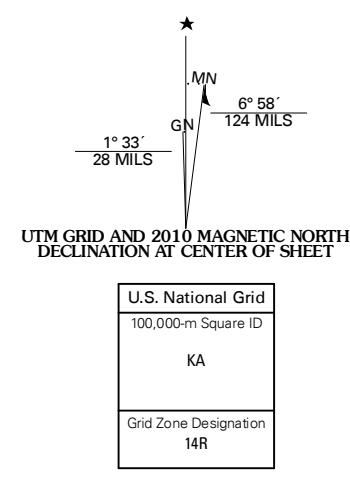 MN
6° 58´
124 MILS
GN
1° 33´
28 MILS
UTM GRID AND 2010 MAGNETIC NORTH
DECLINATION AT CENTER OF SHEET
U.S. National Grid
100,000-m Square ID
KA
Grid Zone Designation
14R